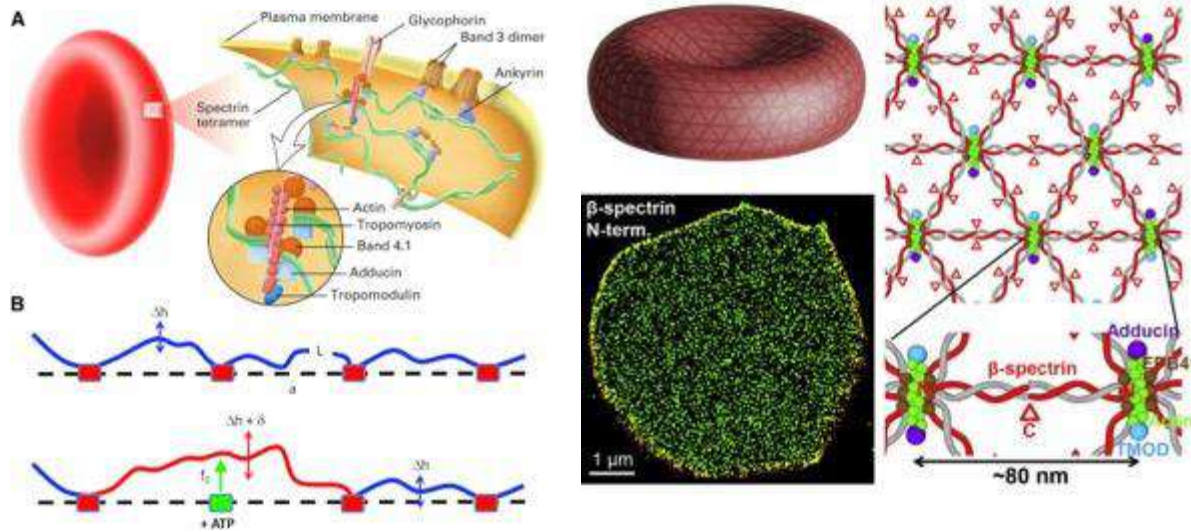 A
Plasma membrane
Glycophorin
Band 3 dimer
Ankyrin
Spectrin
tetramer
Actin
Tropomyosin
Band 4.1
Adducin
Tropomodulin
B
Δh
L
a
Δh + δ
Δh
+ ATP
β-spectrin
N-term.
1 μm
Adducin
EPB4
β-spectrin
C
TMOD
~80 nm